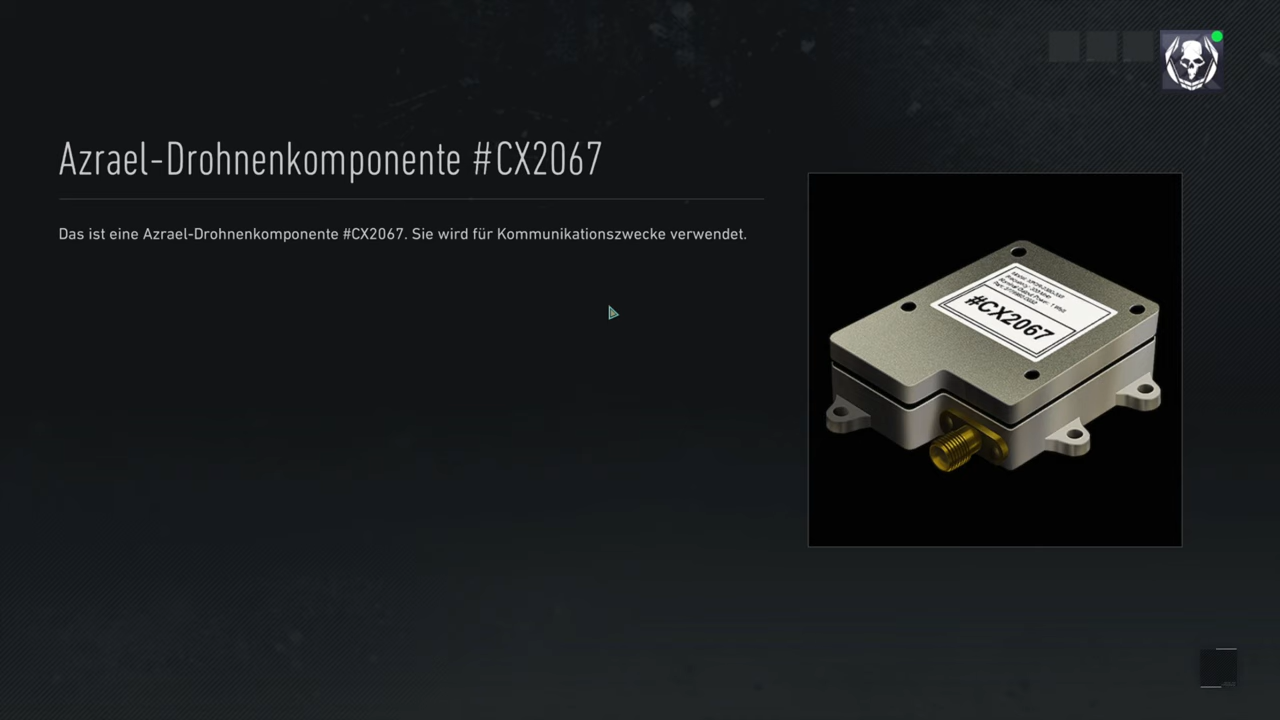 Azrael-Drohnenkomponente #CX2067
Das ist eine Azrael-Drohnenkomponente #CX2067. Sie wird für Kommunikationszwecke verwendet.
#CX2067